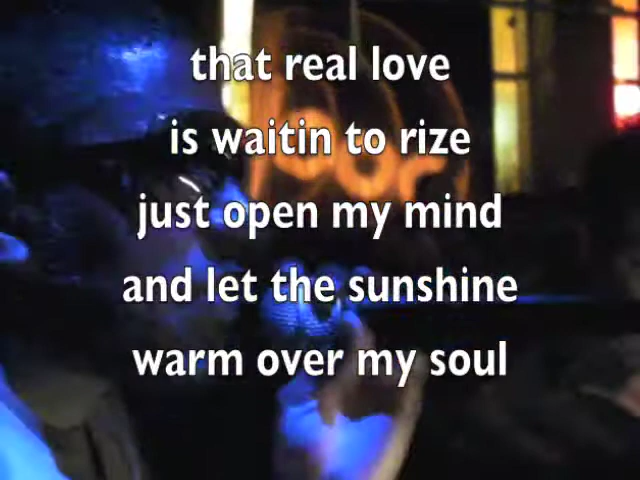 that real love
is waitin to rize
just open my mind
and let the sunshine
warm over my soul